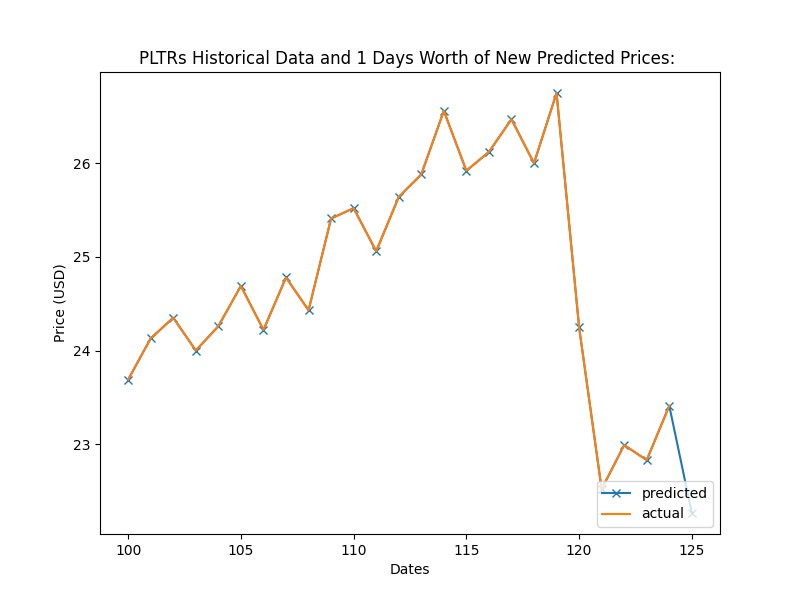 PLTRs Historical Data and 1 Days Worth of New Predicted Prices:
Price (USD)
26
25
24
23
predicted
actual
100
105
110
115
120
125
Dates